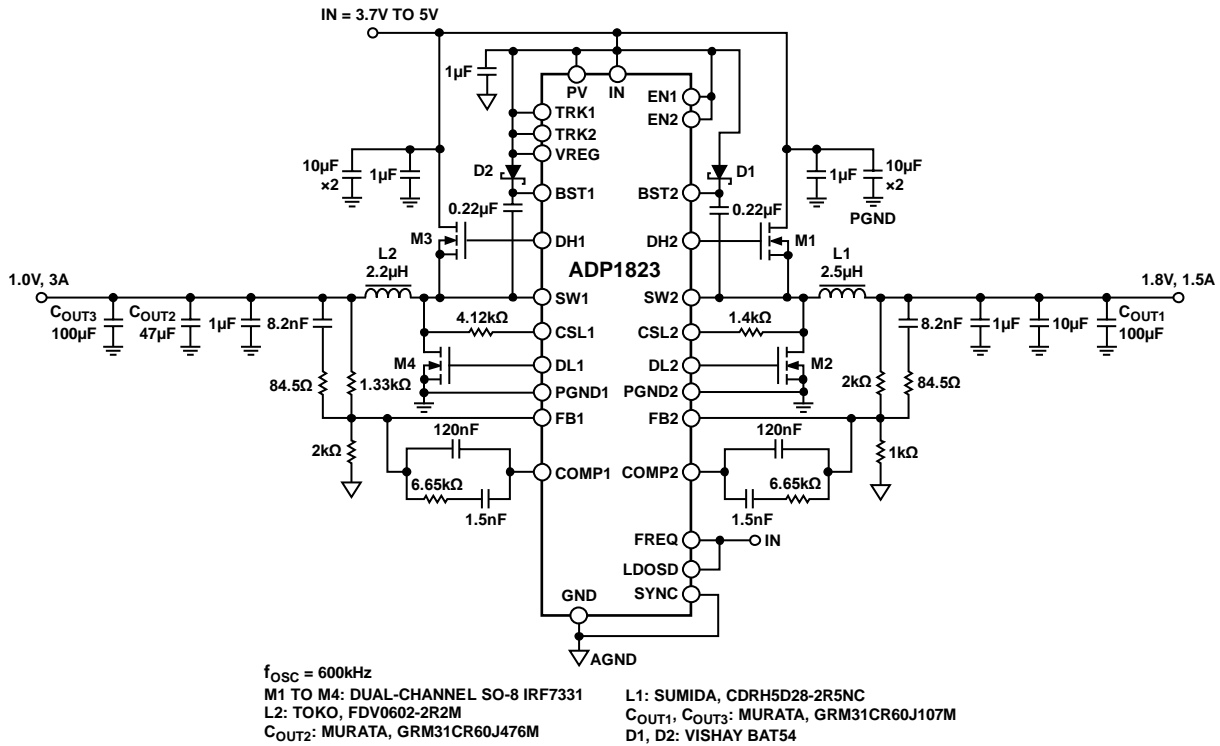 IN = 3.7V TO 5V
1µF
PV
IN
EN1
EN2
TRK1
TRK2
VREG
D2
D1
10µF
×2
1µF
1µF
10µF
×2
PGND
BST1
BST2
0.22µF
0.22µF
M3
DH1
DH2
M1
ADP1823
1.0V, 3A
L2
2.2µH
SW1
SW2
L1
2.5µH
1.8V, 1.5A
COUT3
100µF
COUT2
47µF
1µF
8.2nF
4.12kΩ
CSL1
CSL2
1.4kΩ
8.2nF
1µF
10µF
COUT1
100µF
M4
DL1
DL2
M2
84.5Ω
1.33kΩ
PGND1
PGND2
2kΩ
84.5Ω
FB1
FB2
2kΩ
120nF
120nF
1kΩ
COMP1
COMP2
6.65kΩ
6.65kΩ
1.5nF
1.5nF
FREQ
IN
LDOSD
SYNC
GND
AGND
fOSC = 600kHz
M1 TO M4: DUAL-CHANNEL SO-8 IRF7331
L2: TOKO, FDV0602-2R2M
COUT2: MURATA, GRM31CR60J476M
L1: SUMIDA, CDRH5D28-2R5NC
COUT1, COUT3: MURATA, GRM31CR60J107M
D1, D2: VISHAY BAT54